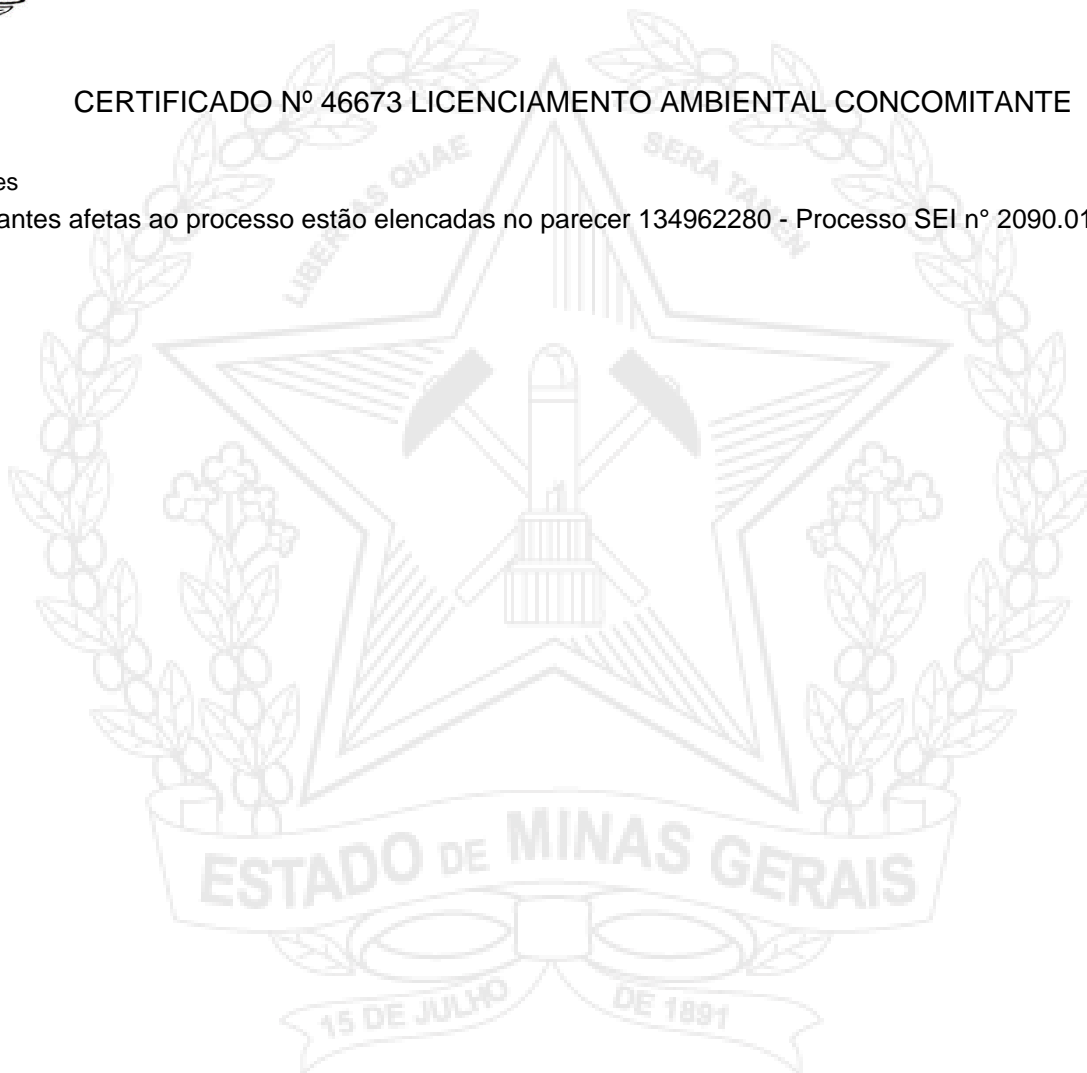 CERTIFICADO Nº 46673 LICENCIAMENTO AMBIENTAL CONCOMITANTE
es
antes afetas ao processo estão elencadas no parecer 134962280 - Processo SEI n° 2090.01
LIBERTAS QUAE SERA TAMEN
ESTADO DE MINAS GERAIS
15 DE JULHO DE 1891